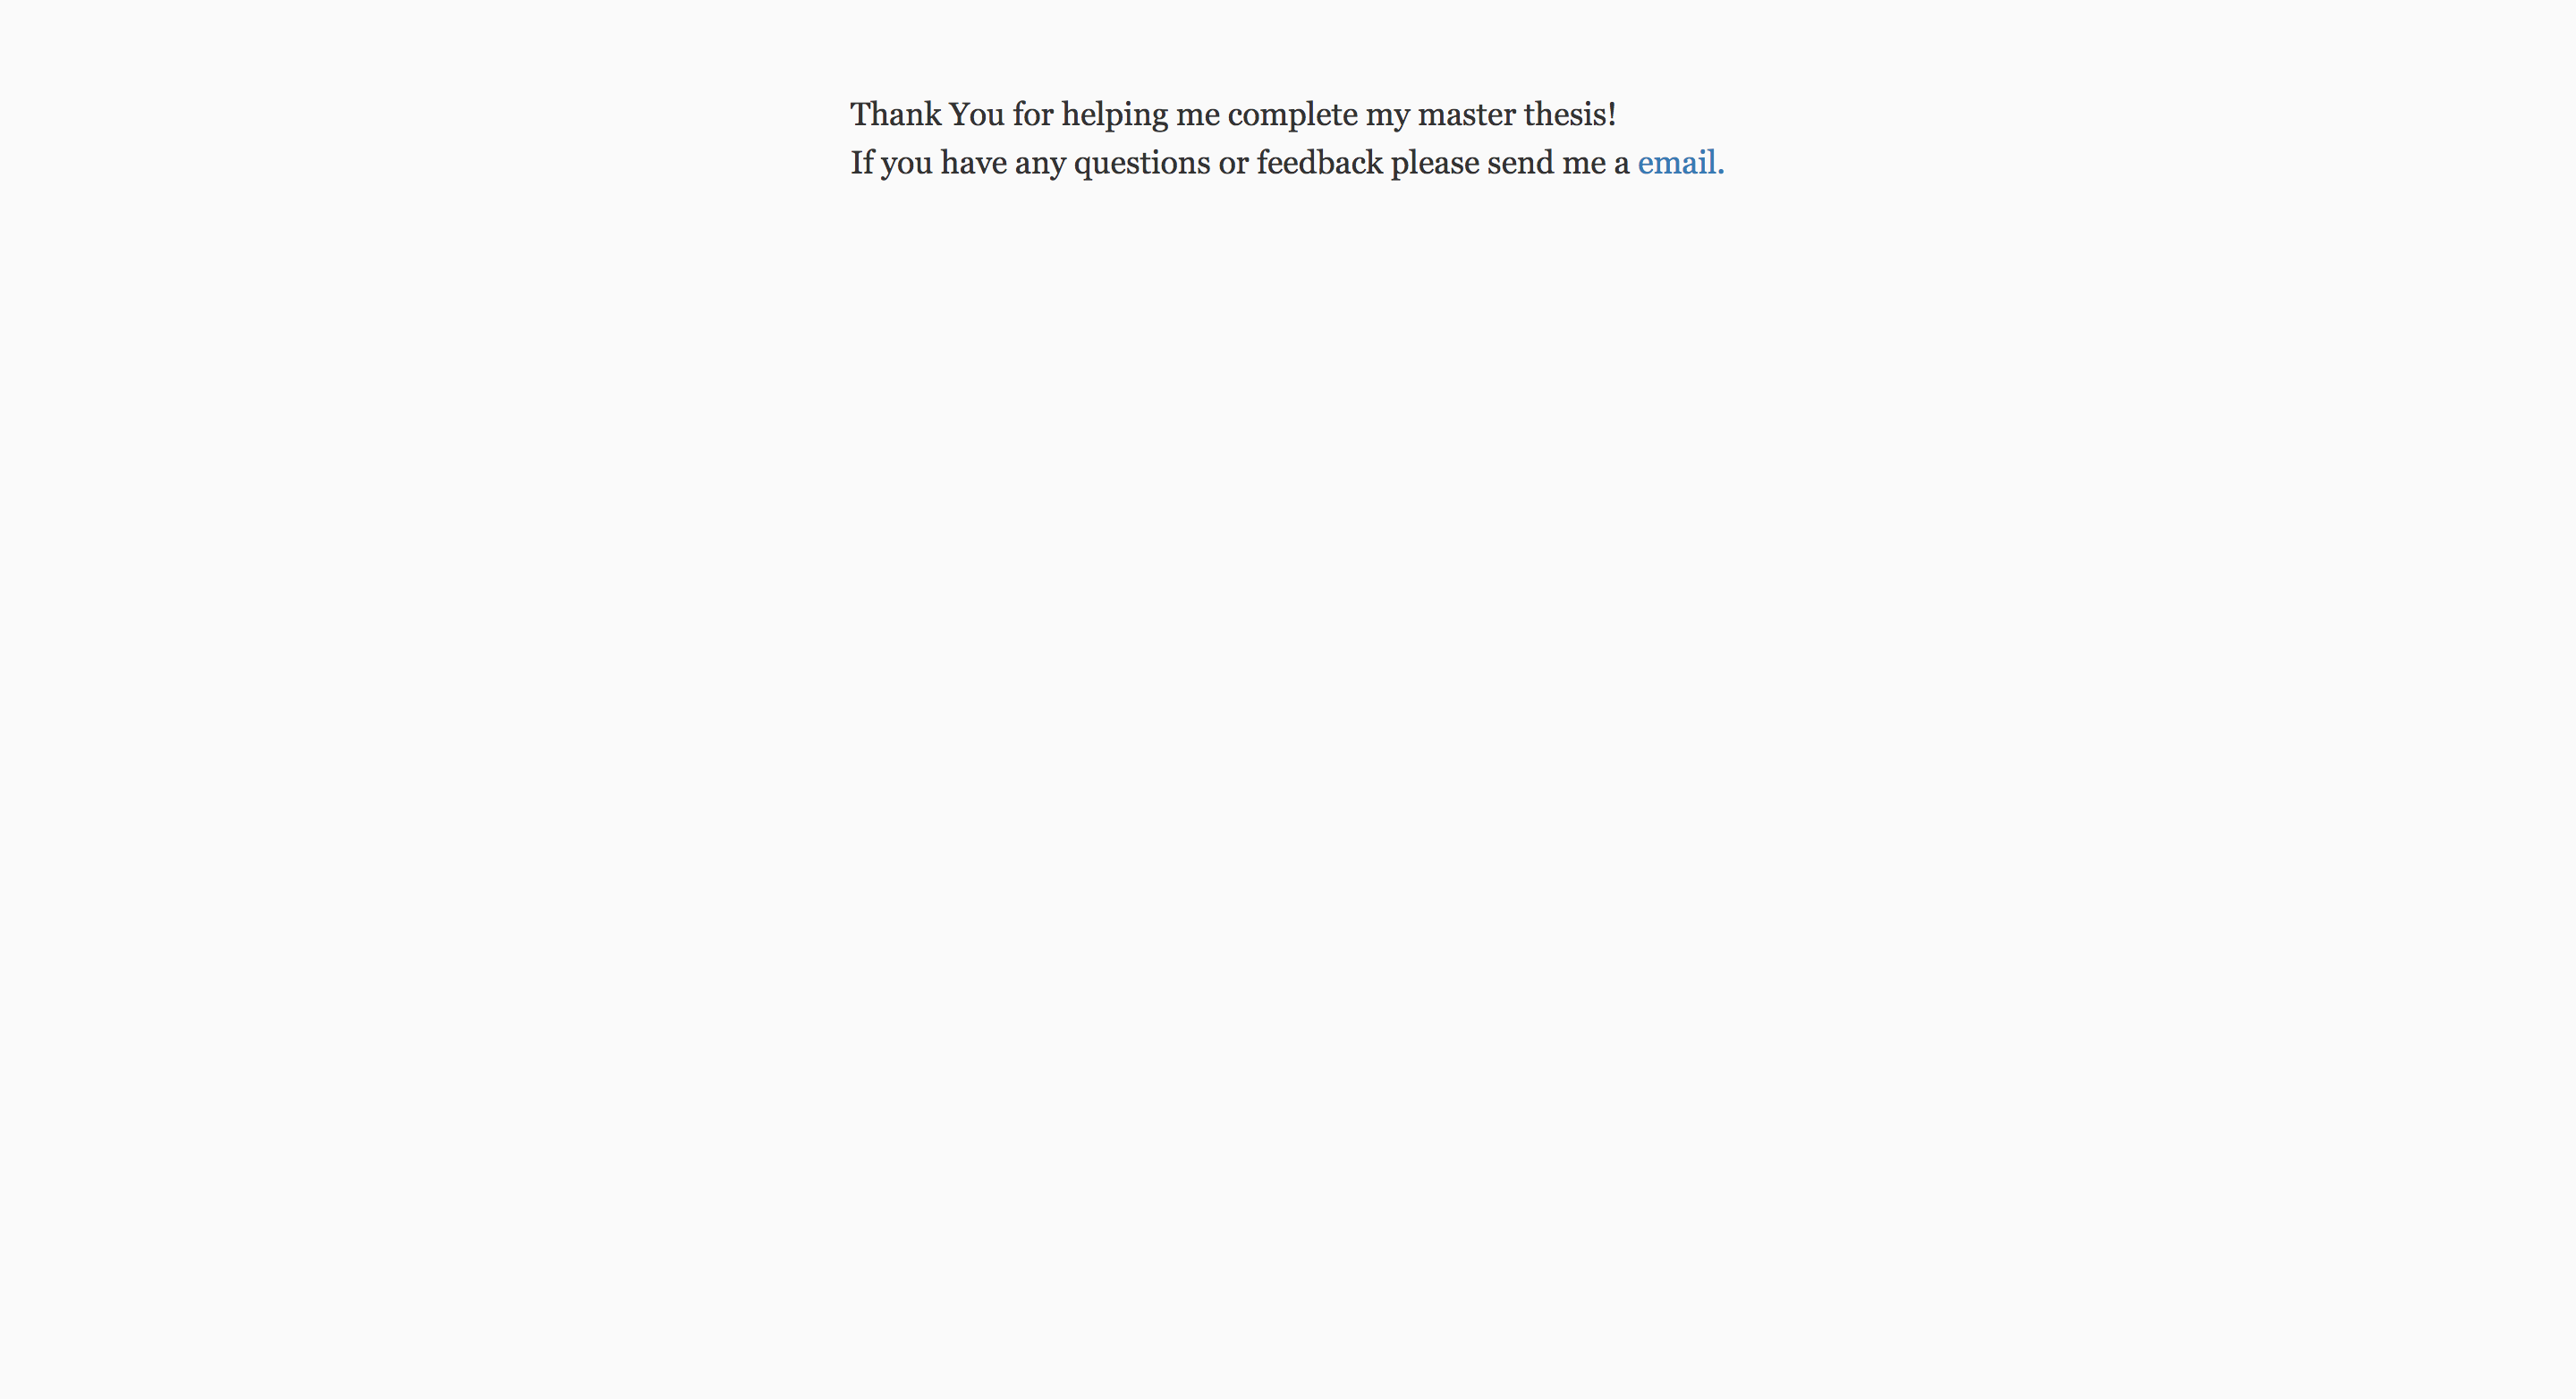 Thank You for helping me complete my master thesis!
If you have any questions or feedback please send me a email.